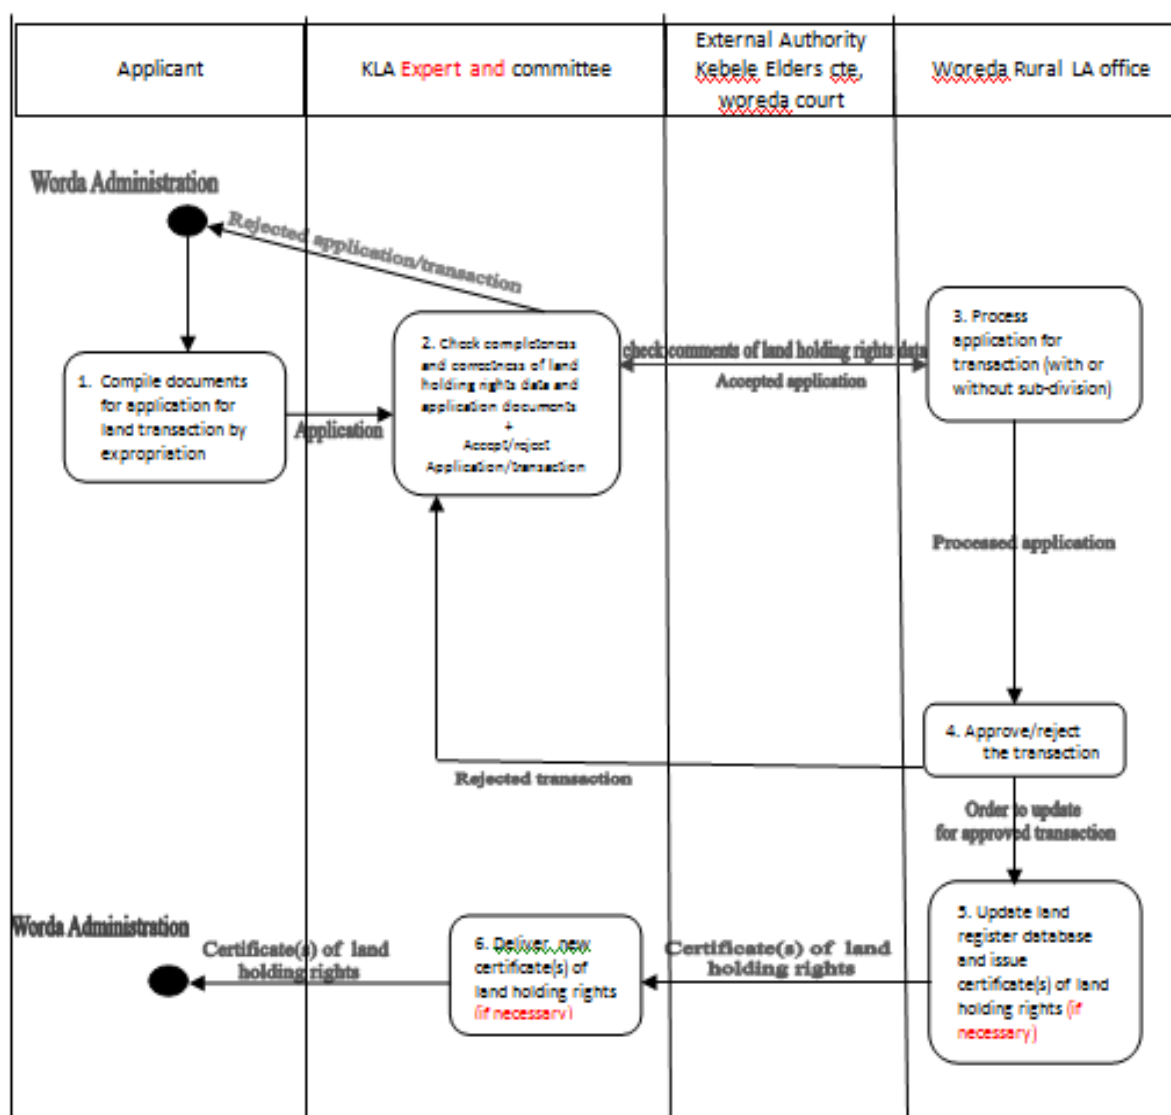 Applicant
KLA Expert and committee
External Authority
Kebele Elders cte,
woreda court
Woreda Rural LA office
Worda Administration
Rejected application/transaction
1. Compile documents
for application for
land transaction by
expropriation
Application
2. Check completeness
and correctness of land
holding rights data and
application documents
+
Accept/reject
Application/transaction
check comments of land holding rights data
Accepted application
3. Process
application for
transaction (with or
without sub-division)
Processed application
4. Approve/reject
the transaction
Rejected transaction
Order to update
for approved transaction
5. Update land
register database
and issue
certificate(s) of land
holding rights (if
necessary)
Certificate(s) of land
holding rights
6. Deliver new
certificate(s) of
land holding rights
(if necessary)
Certificate(s) of land
holding rights
Worda Administration